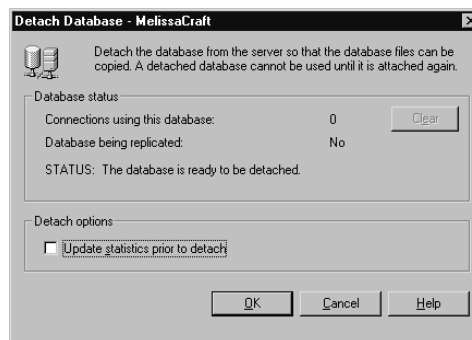 Detach Database - MelissaCraft
Detach the database from the server so that the database files can be
copied. A detached database cannot be used until it is attached again.
Database status
Connections using this database: 0 Clear
Database being replicated: No
STATUS: The database is ready to be detached.
Detach options
Update statistics prior to detach
OK Cancel Help